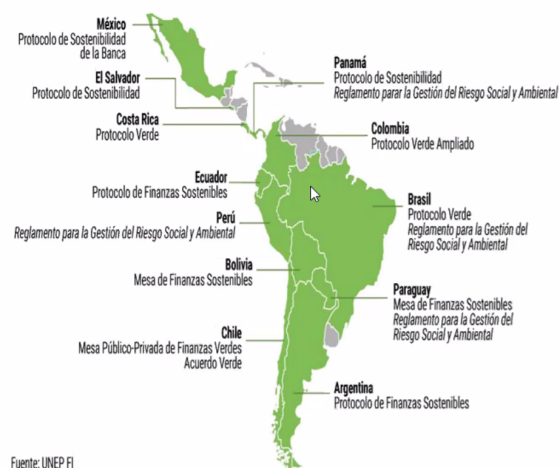 México
Protocolo de Sostenibilidad
de la Banca
El Salvador
Protocolo de Sostenibilidad
Costa Rica
Protocolo Verde
Panamá
Protocolo de Sostenibilidad
Reglamento parar la Gestión del Riesgo Social y Ambiental
Colombia
Protocolo Verde Ampliado
Ecuador
Protocolo de Finanzas Sostenibles
Perú
Reglamento para la Gestión del Riesgo Social y Ambiental
Brasil
Protocolo Verde
Reglamento para la Gestión del
Riesgo Social y Ambiental
Bolivia
Mesa de Finanzas Sostenibles
Paraguay
Mesa de Finanzas Sostenibles
Reglamento para la Gestión del
Riesgo Social y Ambiental
Chile
Mesa Público-Privada de Finanzas Verdes
Acuerdo Verde
Argentina
Protocolo de Finanzas Sostenibles
Fuente: UNEP FI